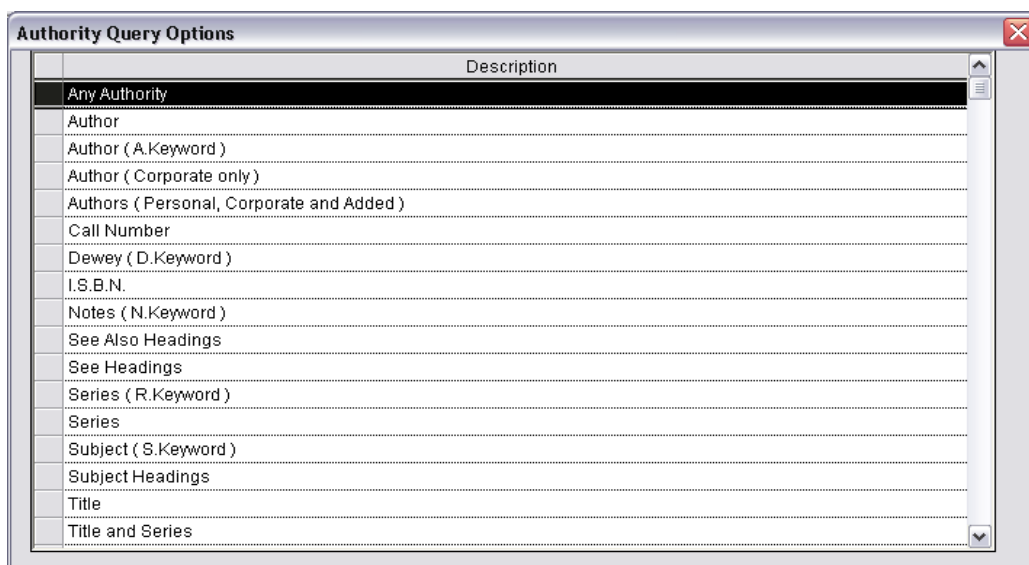 Authority Query Options
Description
Any Authority
Author
Author ( A.Keyword )
Author ( Corporate only )
Authors ( Personal, Corporate and Added )
Call Number
Dewey ( D.Keyword )
I.S.B.N.
Notes ( N.Keyword )
See Also Headings
See Headings
Series ( R.Keyword )
Series
Subject ( S.Keyword )
Subject Headings
Title
Title and Series